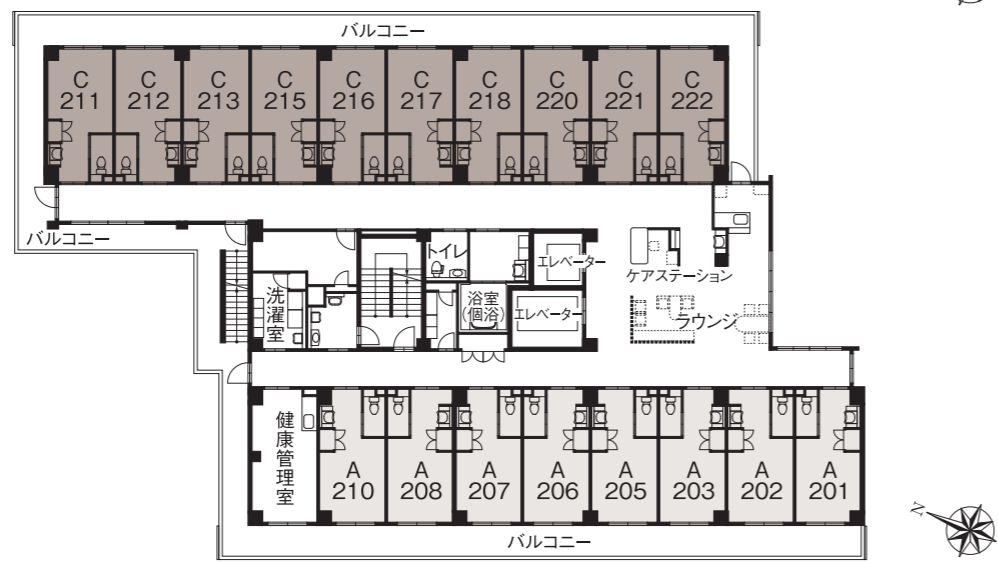 バルコニー
C
211
C
212
C
213
C
215
C
216
C
217
C
218
C
220
C
221
C
222
バルコニー
トイレ
エレベーター
ケアステーション
洗濯室
浴室
(個浴)
エレベーター
ラウンジ
健康管理室
A
210
A
208
A
207
A
206
A
205
A
203
A
202
A
201
バルコニー
N